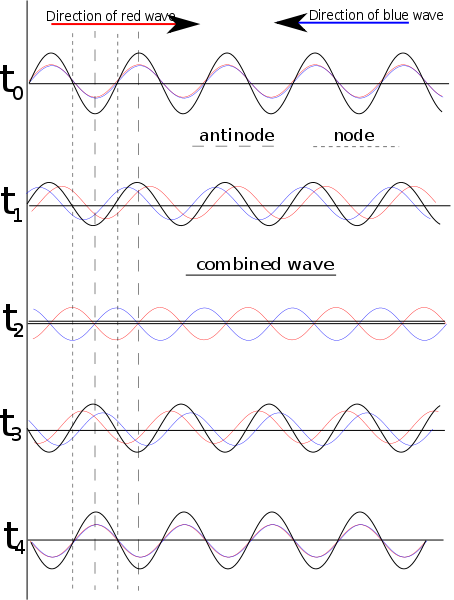 Direction of red wave
Direction of blue wave
t0
antinode
node
t1
combined wave
t2
t3
t4